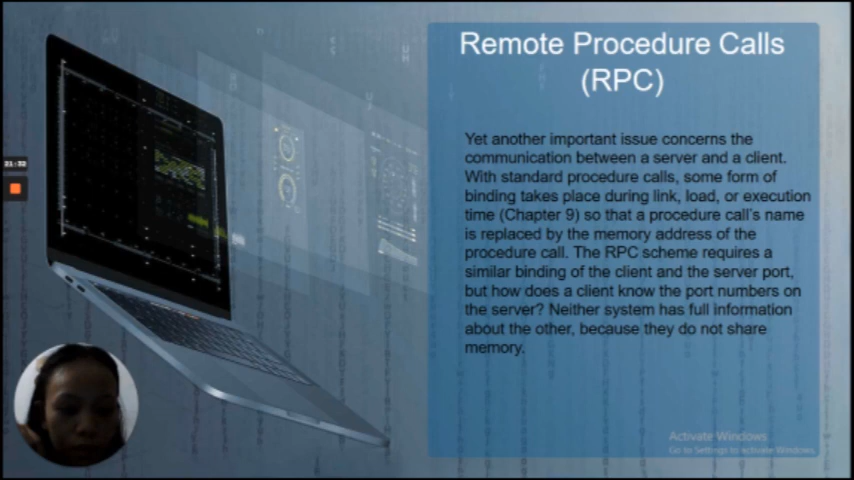 Remote Procedure Calls
(RPC)
Yet another important issue concerns the
communication between a server and a client.
With standard procedure calls, some form of
binding takes place during link, load, or execution
time (Chapter 9) so that a procedure call's name
is replaced by the memory address of the
procedure call. The RPC scheme requires a
similar binding of the client and the server port,
but how does a client know the port numbers on
the server? Neither system has full information
about the other, because they do not share
memory.
21:32
Activate Windows
Go to Settings to activate Windows.